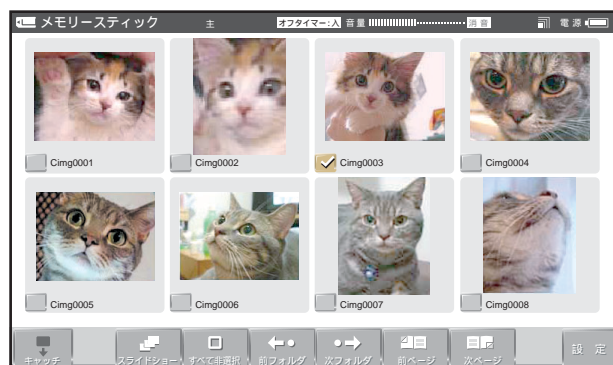 メモリースティック 主 オフタイマー:入 音量 消音 電源
Cimg0001 Cimg0002 Cimg0003 Cimg0004
Cimg0005 Cimg0006 Cimg0007 Cimg0008
キャッチ スライドショー すべて非選択 前フォルダ 次フォルダ 前ページ 次ページ 設定